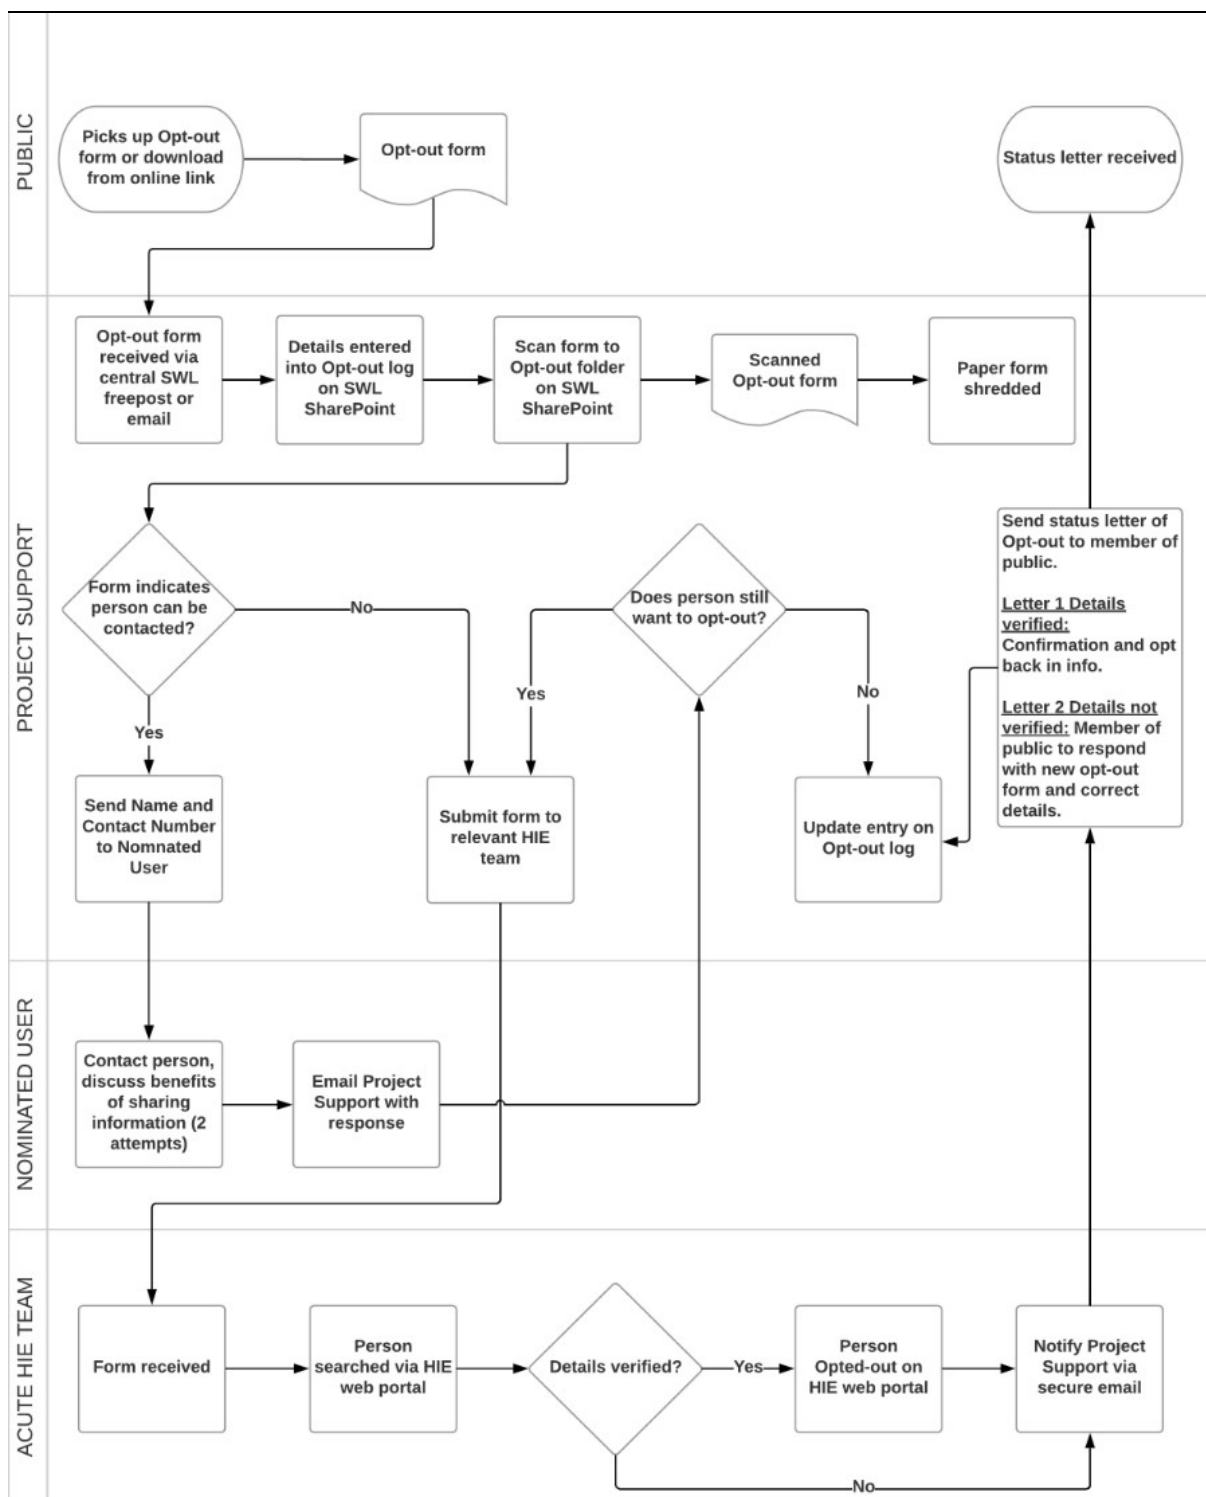 PUBLIC
Picks up Opt-out
form or download
from online link
Opt-out form
Status letter received
PROJECT SUPPORT
Opt-out form
received via
central SWL
freepost or
email
Details entered
into Opt-out log
on SWL
SharePoint
Scan form to
Opt-out folder
on SWL
SharePoint
Scanned
Opt-out form
Paper form
shredded
Form indicates
person can be
contacted?
No
Yes
Does person still
want to opt-out?
Yes
No
Send status letter of
Opt-out to member of
public.
Letter 1 Details
verified:
Confirmation and opt
back in info.
Letter 2 Details not
verified: Member of
public to respond
with new opt-out
form and correct
details.
Send Name and
Contact Number
to Nomnated
User
Submit form to
relevant HIE
team
Update entry on
Opt-out log
NOMINATED USER
Contact person,
discuss benefits
of sharing
information (2
attempts)
Email Project
Support with
response
ACUTE HIE TEAM
Form received
Person
searched via HIE
web portal
Details verified?
Yes
Person
Opted-out on
HIE web portal
Notify Project
Support via
secure email
No